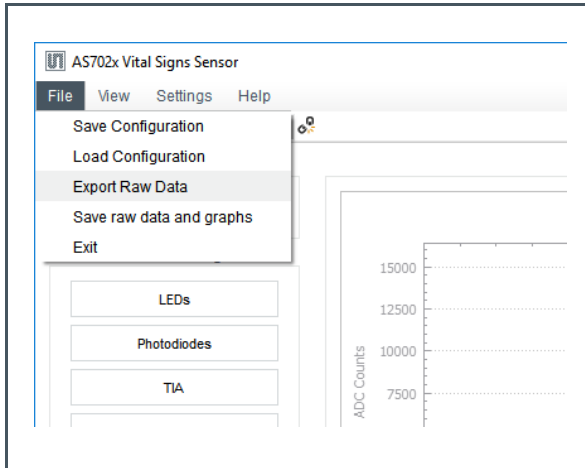 AS702x Vital Signs Sensor
File View Settings Help
Save Configuration
Load Configuration
Export Raw Data
Save raw data and graphs
Exit
LEDs
Photodiodes
TIA
15000
12500
10000
7500
ADC Counts